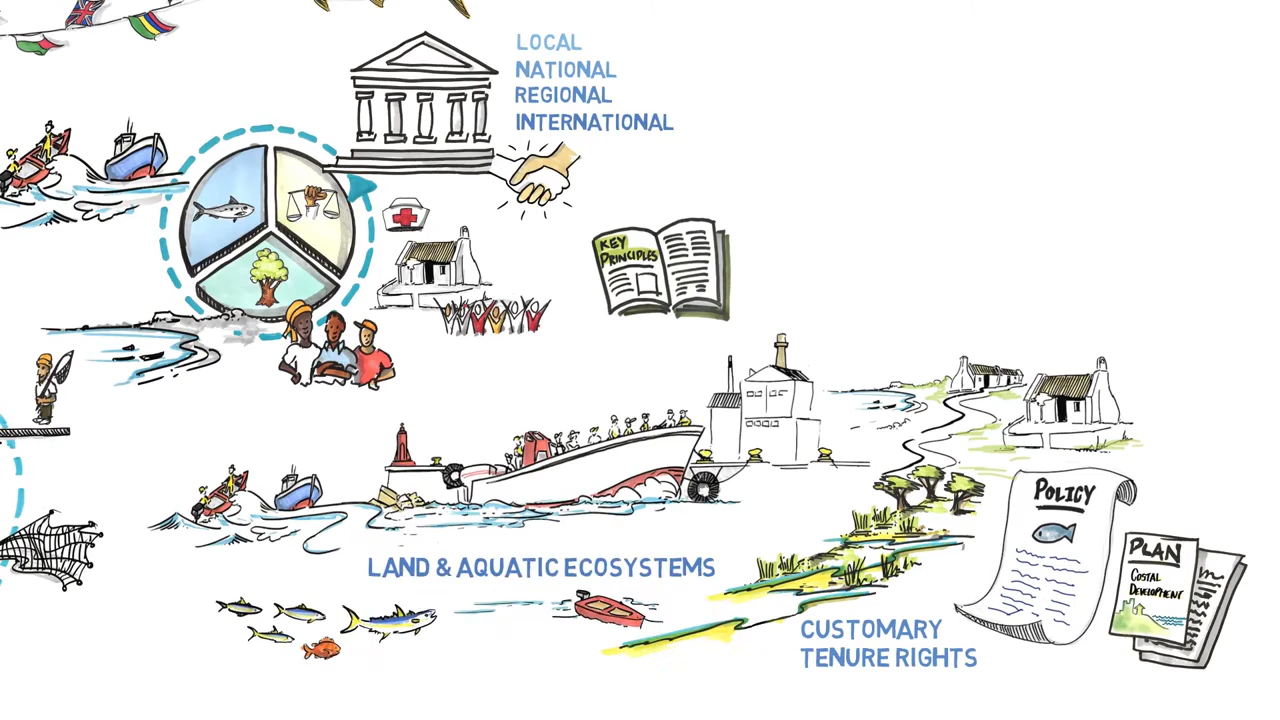 LOCAL
NATIONAL
REGIONAL
INTERNATIONAL
KEY
PRINCIPLES
LAND & AQUATIC ECOSYSTEMS
CUSTOMARY
TENURE RIGHTS
POLICY
PLAN
COSTAL
DEVELOPMENT